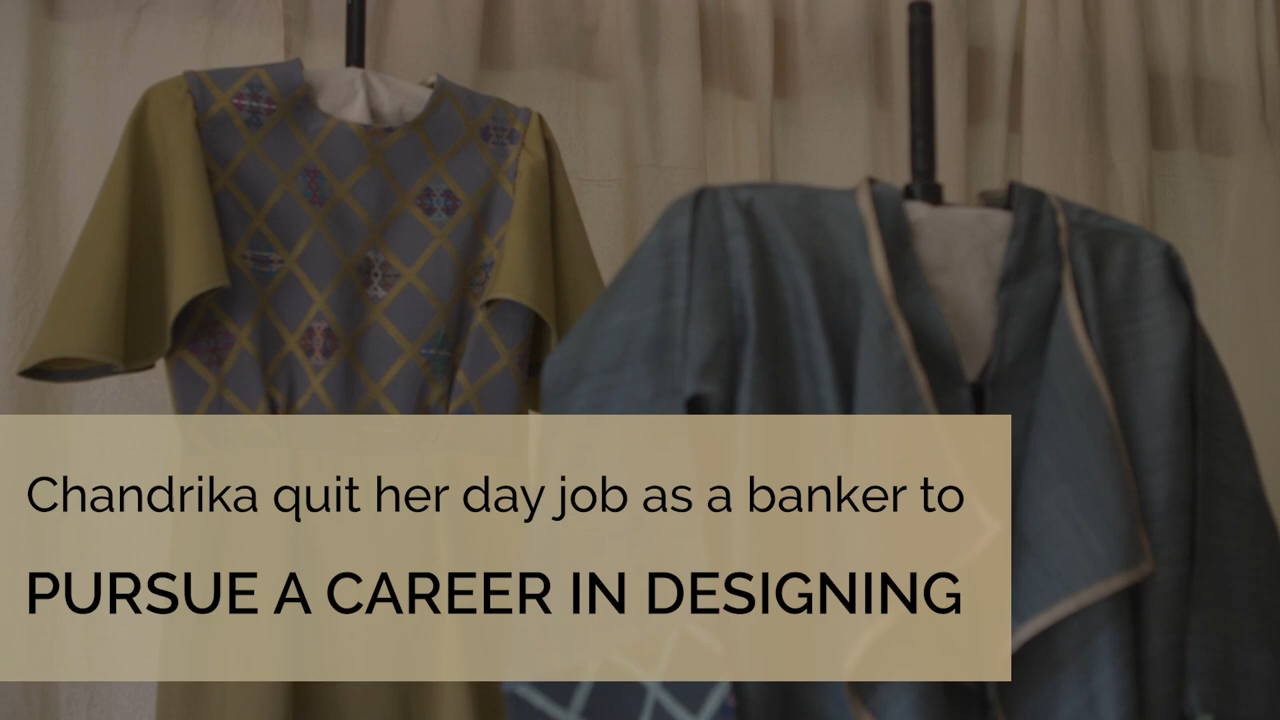 Chandrika quit her day job as a banker to
PURSUE A CAREER IN DESIGNING